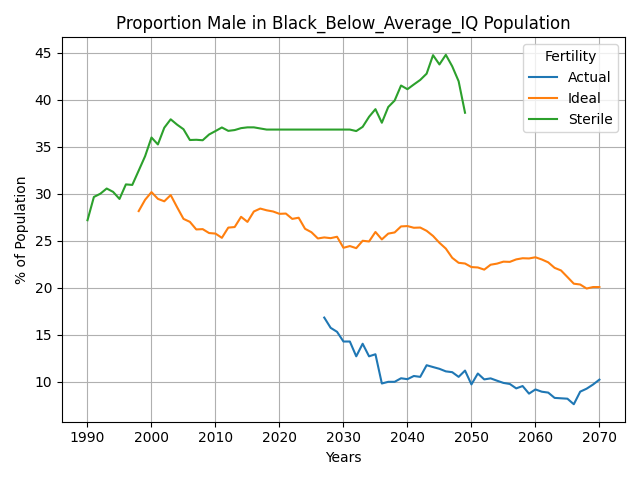 Proportion Male in Black_Below_Average_IQ Population
% of Population
45
40
35
30
25
20
15
10
Fertility
Actual
Ideal
Sterile
1990 2000 2010 2020 2030 2040 2050 2060 2070
Years